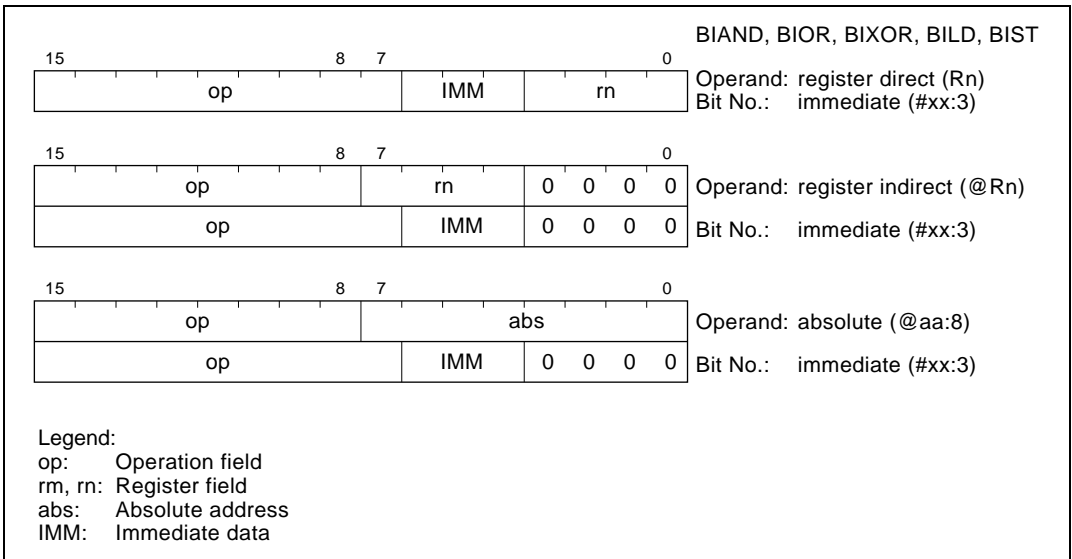 BIAND, BIOR, BIXOR, BILD, BIST
15 8 7 0
op IMM rn Operand: register direct (Rn)
Bit No.: immediate (#xx:3)
15 8 7 0
op rn 0 0 0 0 Operand: register indirect (@Rn)
op IMM 0 0 0 0 Bit No.: immediate (#xx:3)
15 8 7 0
op abs Operand: absolute (@aa:8)
op IMM 0 0 0 0 Bit No.: immediate (#xx:3)
Legend:
op: Operation field
rm, rn: Register field
abs: Absolute address
IMM: Immediate data